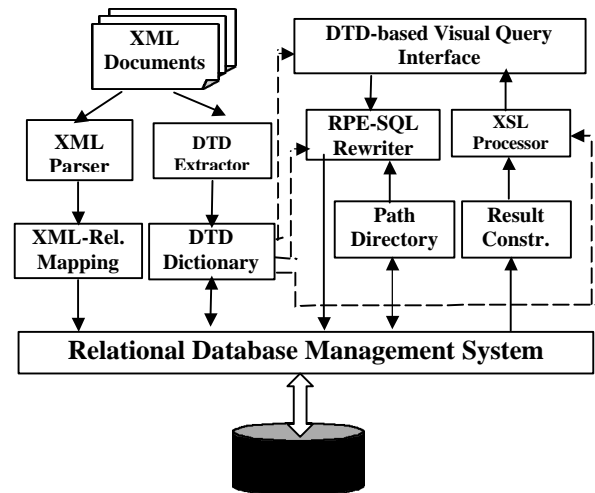 XML
Documents
DTD-based Visual Query
Interface
XML
Parser
DTD
Extractor
RPE-SQL
Rewriter
XSL
Processor
XML-Rel.
Mapping
DTD
Dictionary
Path
Directory
Result
Constr.
Relational Database Management System